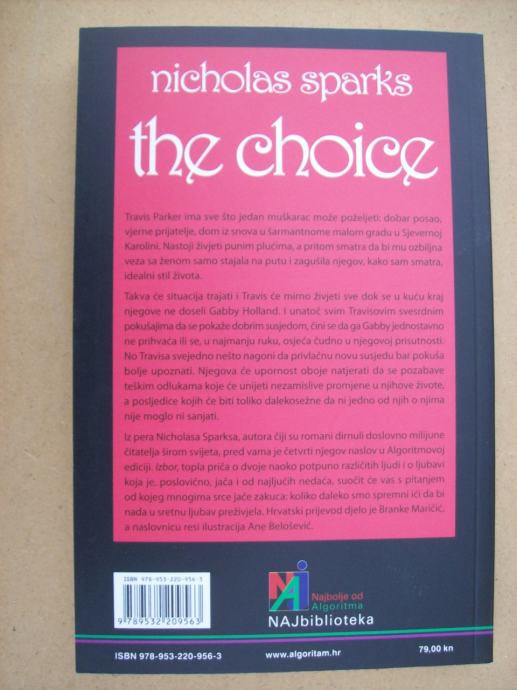 nicholas sparks
the choice
Travis Parker ima sve što jedan muškarac može poželjeti: dobar posao,
vjerne prijatelje, dom iz snova u šarmantnome malom gradu u Sjevernoj
Karolini. Nastoji živjeti punim plućima, a pritom smatra da bi mu ozbiljna
veza sa ženom samo stajala na putu i zagušila njegov, kako sam smatra,
idealni stil života.
Takva će situacija trajati i Travis će mirno živjeti sve dok se u kuću kraj
njegove ne doseli Gabby Holland. I unatoč svim Travisovim svesrdnim
pokušajima da se pokaže dobrim susjedom, čini se da ga Gabby jednostavno
ne prihvaća ili se, u najmanju ruku, osjeća čudno u njegovoj prisutnosti.
No Travisa svejedno nešto nagoni da privlačnu novu susjedu bar pokuša
bolje upoznati. Njegova će upornost oboje natjerati da se pozabave
teškim odlukama koje će unijeti nezamislive promjene u njihove živote,
a posljedice kojih će biti toliko dalekosežne da ni jedno od njih o njima
nije moglo ni sanjati.
Iz pera Nicholasa Sparksa, autora čiji su romani dirnuli doslovno milijune
čitatelja širom svijeta, pred vama je četvrti njegov naslov u Algoritmovoj
ediciji. Izbor, topla priča o dvoje naoko potpuno različitih ljudi i o ljubavi
koja je, poslovično, jača i od najljućih nedaća, suočit će vas s pitanjem
od kojeg mnogima srce jače zakuca: koliko daleko smo spremni ići da bi
nada u sretnu ljubav preživjela. Hrvatski prijevod djelo je Branke Maričić,
a naslovnicu resi ilustracija Ane Belošević.
ISBN 978-953-220-956-3
9 789532 209563
NAJ
Najbolje od
Algoritma
NAJbiblioteka
ISBN 978-953-220-956-3
www.algoritam.hr
79,00 kn